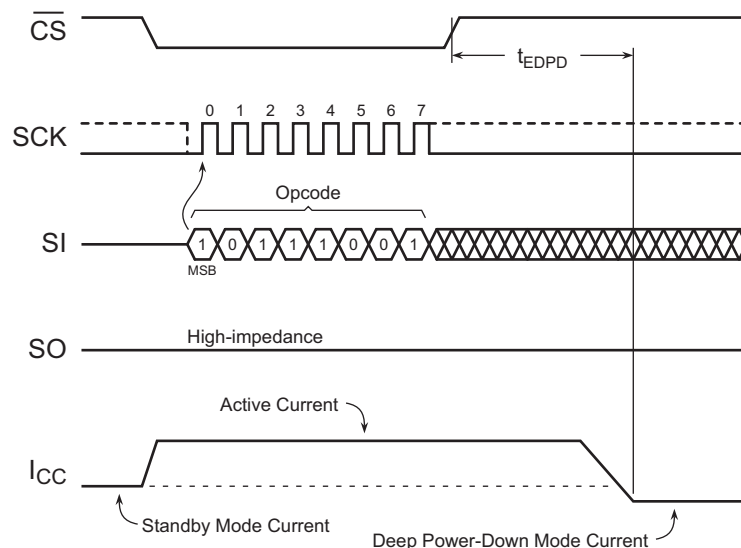 CS
tEDPD
0 1 2 3 4 5 6 7
SCK
Opcode
SI
1 0 1 1 1 0 0 1
MSB
High-impedance
SO
Active Current
ICC
Standby Mode Current
Deep Power-Down Mode Current